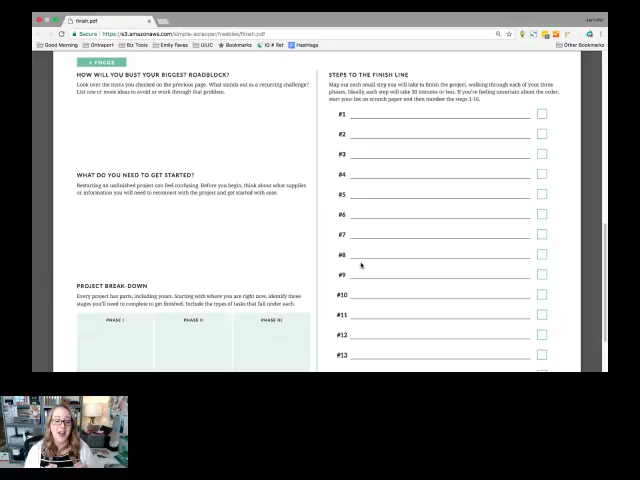 finish.pdf
Jennifer
Secure
https://s3.amazonaws.com/simple-scrapper/freebies/finish.pdf
Good Morning
Ontraport
Biz Tools
Emily Faves
UIUC
Bookmarks
IG # Ref
Hashtags
Other Bookmarks
+ FOCUS
HOW WILL YOU BUST YOUR BIGGEST ROADBLOCK?
Look over the items you checked on the previous page. What stands out as a recurring challenge?
List one or more ideas to avoid or work through that problem.
WHAT DO YOU NEED TO GET STARTED?
Restarting an unfinished project can feel confusing. Before you begin, think about what supplies
or information you will need to reconnect with the project and get started with ease.
PROJECT BREAK-DOWN
Every project has parts, including yours. Starting with where you are right now, identify three
stages you'll need to complete to get finished. Include the types of tasks that fall under each.
PHASE I
PHASE II
PHASE III
STEPS TO THE FINISH LINE
Map out each small step you will take to finish the project, walking through each of your three
phases. Ideally, each step will take 30 minutes or less. If you're feeling uncertain about the order,
start your list on scratch paper and then number the steps 1-16.
#1
#2
#3
#4
#5
#6
#7
#8
#9
#10
#11
#12
#13